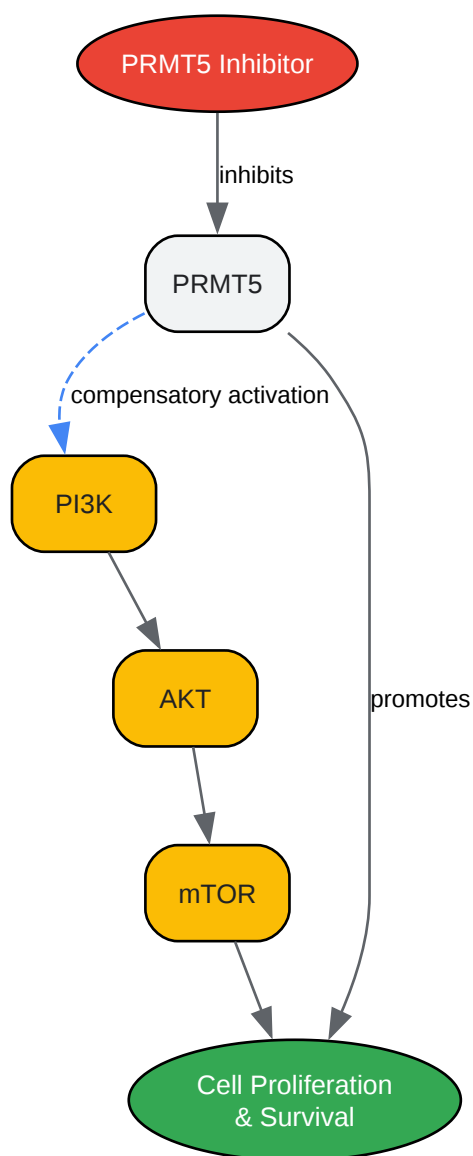 PRMT5 Inhibitor
inhibits
PRMT5
compensatory activation
PI3K
AKT
promotes
mTOR
Cell Proliferation
& Survival